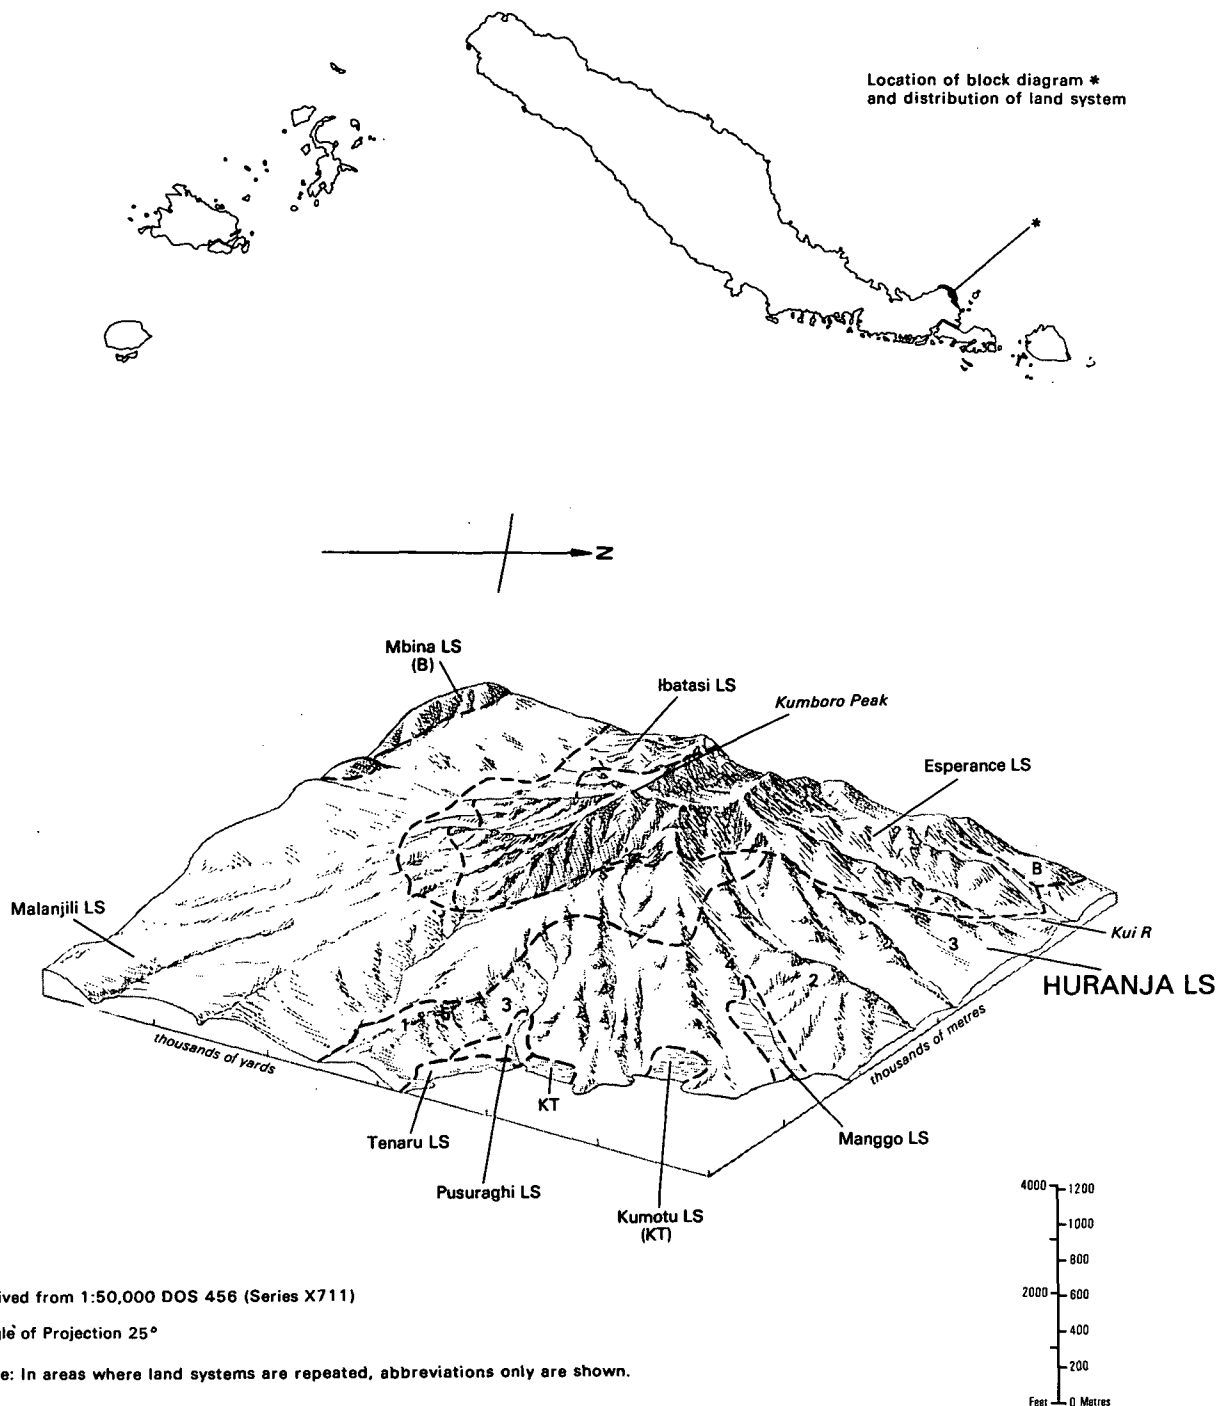 Location of block diagram *
and distribution of land system
*
N
Mbina LS
(B)
Ibatasi LS
Kumboro Peak
Esperance LS
B
Malanjili LS
Kui R
3
HURANJA LS
2
3
1
thousands of yards
thousands of metres
KT
Tenaru LS
Manggo LS
Pusuraghi LS
Kumotu LS
(KT)
4000 1200
1000
800
2000 600
400
200
Feet 0 Metres
ived from 1:50,000 DOS 456 (Series X711)
gle of Projection 25°
e: In areas where land systems are repeated, abbreviations only are shown.